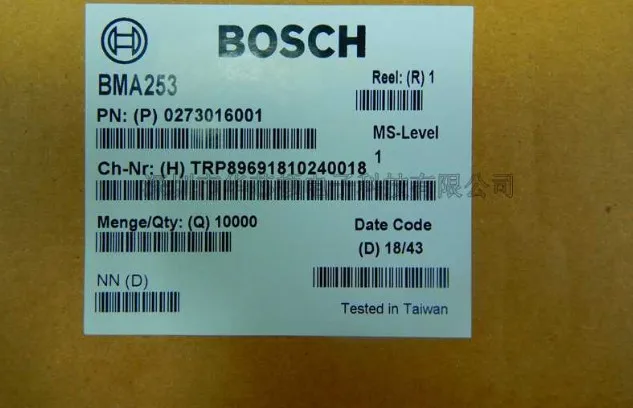 BOSCH
BMA253
Reel: (R) 1
PN: (P) 0273016001
MS-Level
1
Ch-Nr: (H) TRP89691810240018
Menge/Qty: (Q) 10000
Date Code
(D) 18/43
NN (D)
Tested in Taiwan